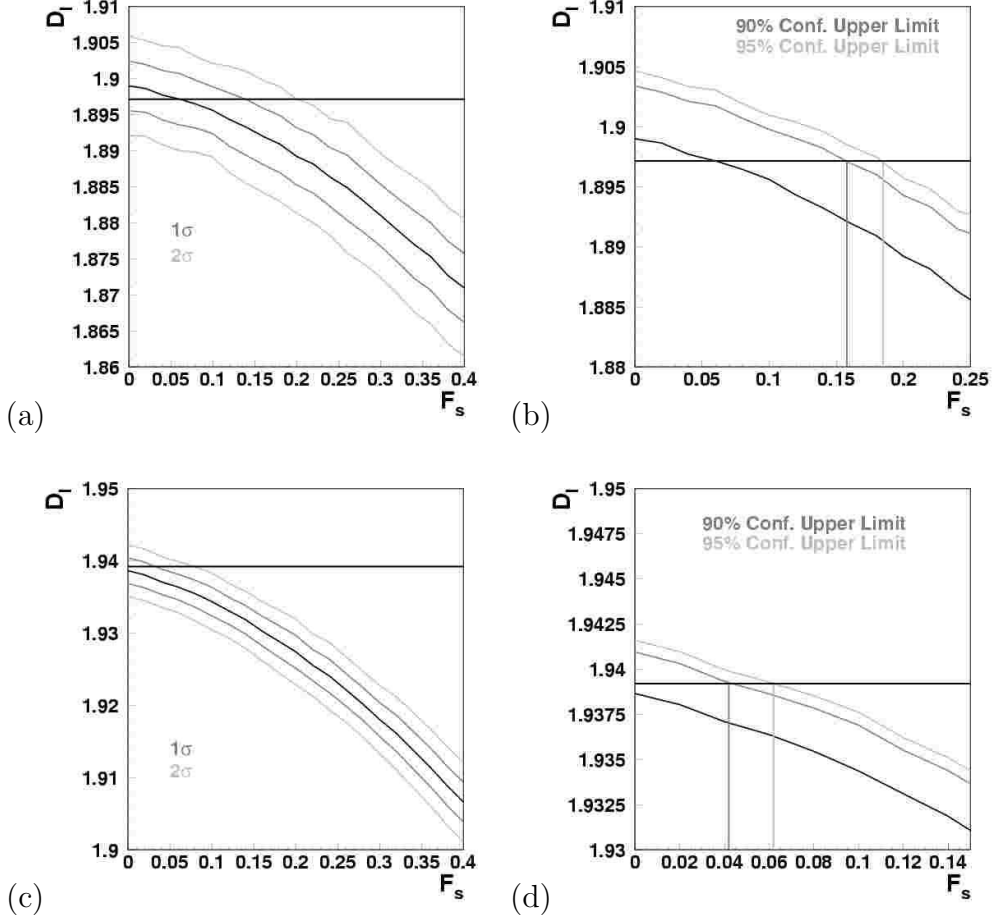 D_I
1.91
1.905
1.9
1.895
1.89
1.885
1.88
1.875
1.87
1.865
1.86
1σ
2σ
0 0.05 0.1 0.15 0.2 0.25 0.3 0.35 0.4
F_s
(a)
D_I
1.91
1.905
1.9
1.895
1.89
1.885
1.88
90% Conf. Upper Limit
95% Conf. Upper Limit
0 0.05 0.1 0.15 0.2 0.25
F_s
(b)
D_I
1.95
1.94
1.93
1.92
1.91
1.9
1σ
2σ
0 0.05 0.1 0.15 0.2 0.25 0.3 0.35 0.4
F_s
(c)
D_I
1.95
1.9475
1.945
1.9425
1.94
1.9375
1.935
1.9325
1.93
90% Conf. Upper Limit
95% Conf. Upper Limit
0 0.02 0.04 0.06 0.08 0.1 0.12 0.14
F_s
(d)